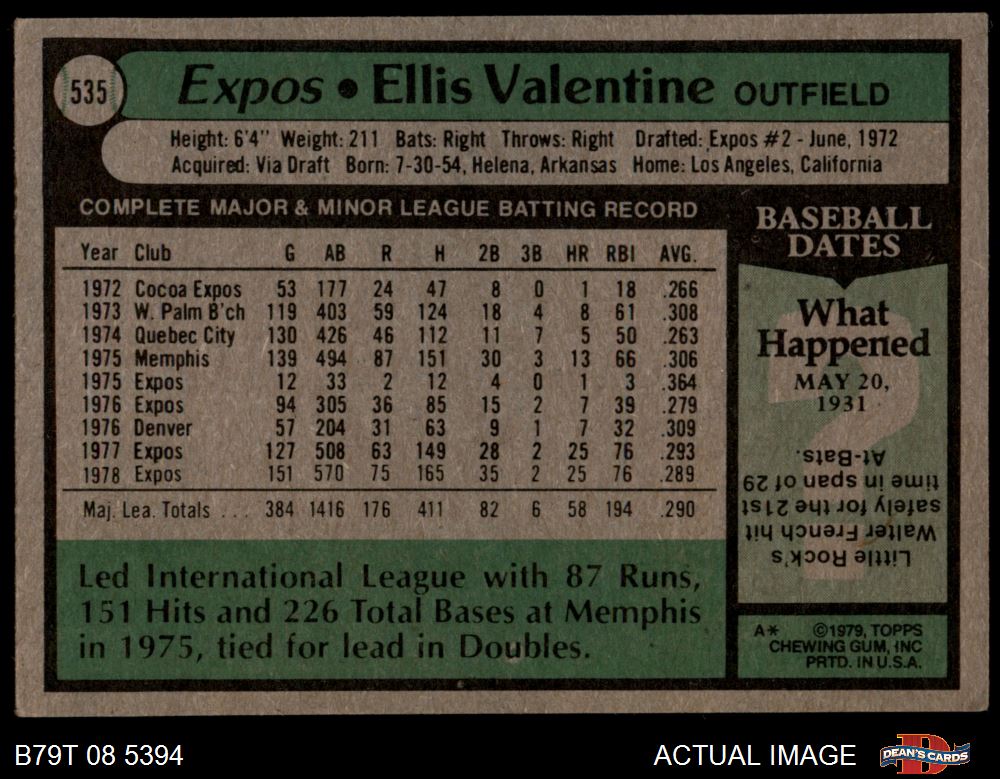 535
Expos • Ellis Valentine OUTFIELD
Height: 6'4" Weight: 211 Bats: Right Throws: Right Drafted: Expos #2 - June, 1972
Acquired: Via Draft Born: 7-30-54, Helena, Arkansas Home: Los Angeles, California
COMPLETE MAJOR & MINOR LEAGUE BATTING RECORD
Year Club G AB R H 2B 3B HR RBI AVG.
1972 Cocoa Expos 53 177 24 47 8 0 1 18 .266
1973 W. Palm B'ch 119 403 59 124 18 4 8 61 .308
1974 Quebec City 130 426 46 112 11 7 5 50 .263
1975 Memphis 139 494 87 151 30 3 13 66 .306
1975 Expos 12 33 2 12 4 0 1 3 .364
1976 Expos 94 305 36 85 15 2 7 39 .279
1976 Denver 57 204 31 63 9 1 7 32 .309
1977 Expos 127 508 63 149 28 2 25 76 .293
1978 Expos 151 570 75 165 35 2 25 76 .289
Maj. Lea. Totals ... 384 1416 176 411 82 6 58 194 .290
Led International League with 87 Runs,
151 Hits and 226 Total Bases at Memphis
in 1975, tied for lead in Doubles.
BASEBALL
DATES
What
Happened
MAY 20,
1931
?
Little Rock's
Walter French hit
safely for the 21st
time in span of 29
At-Bats.
A* ©1979, TOPPS
CHEWING GUM, INC
PRTD. IN U.S.A.
B79T 08 5394
ACTUAL IMAGE
D
DEAN'S CARDS